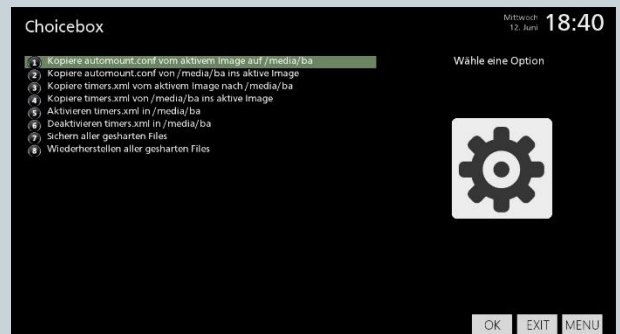 Choicebox
Mittwoch
12. Juni
18:40
1 Kopiere automount.conf vom aktivem Image auf /media/ba
2 Kopiere automount.conf von /media/ba ins aktive Image
3 Kopiere timers.xml vom aktivem Image nach /media/ba
4 Kopiere timers.xml von /media/ba ins aktive Image
5 Aktivieren timers.xml in /media/ba
6 Deaktivieren timers.xml in /media/ba
7 Sichern aller gesharten Files
8 Wiederherstellen aller gesharten Files
Wähle eine Option
OK EXIT MENU